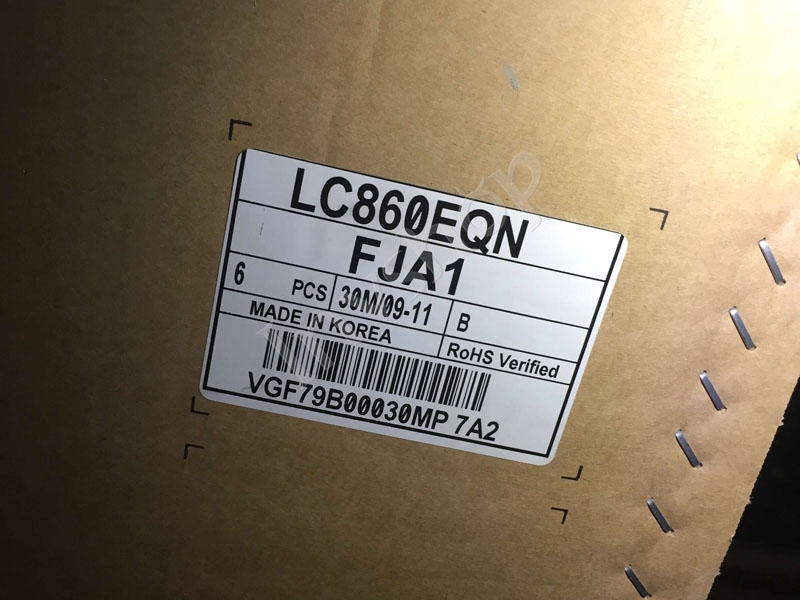 LC860EQN
FJA1
6 PCS 30M/09-11 B
MADE IN KOREA RoHS Verified
VGF79B00030MP 7A2